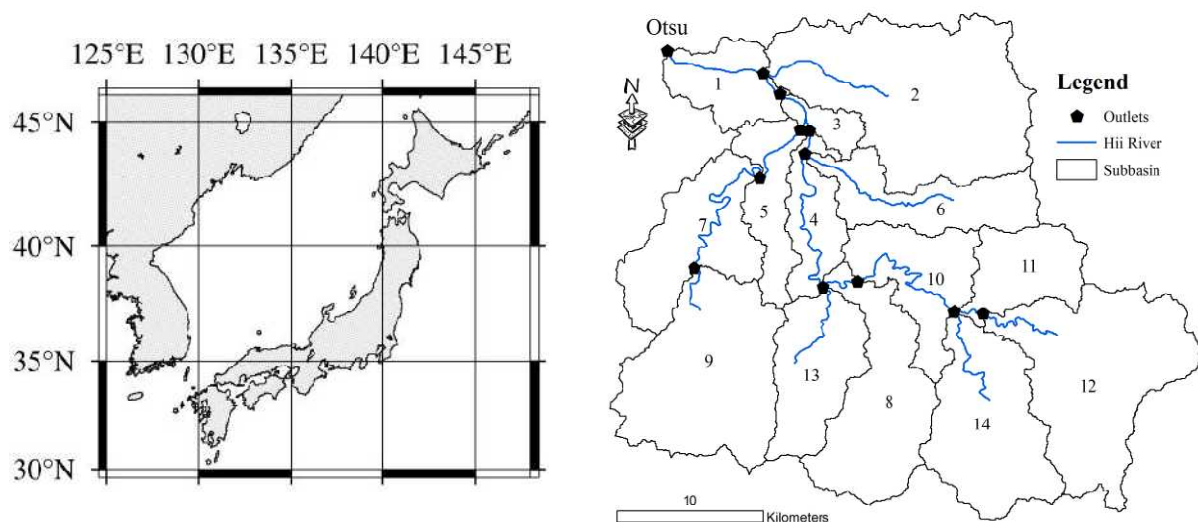 125°E 130°E 135°E 140°E 145°E
45°N
40°N
35°N
30°N
Otsu
N
Legend
Outlets
Hii River
Subbasin
1
2
3
4
5
6
7
8
9
10
11
12
13
14
10
Kilometers